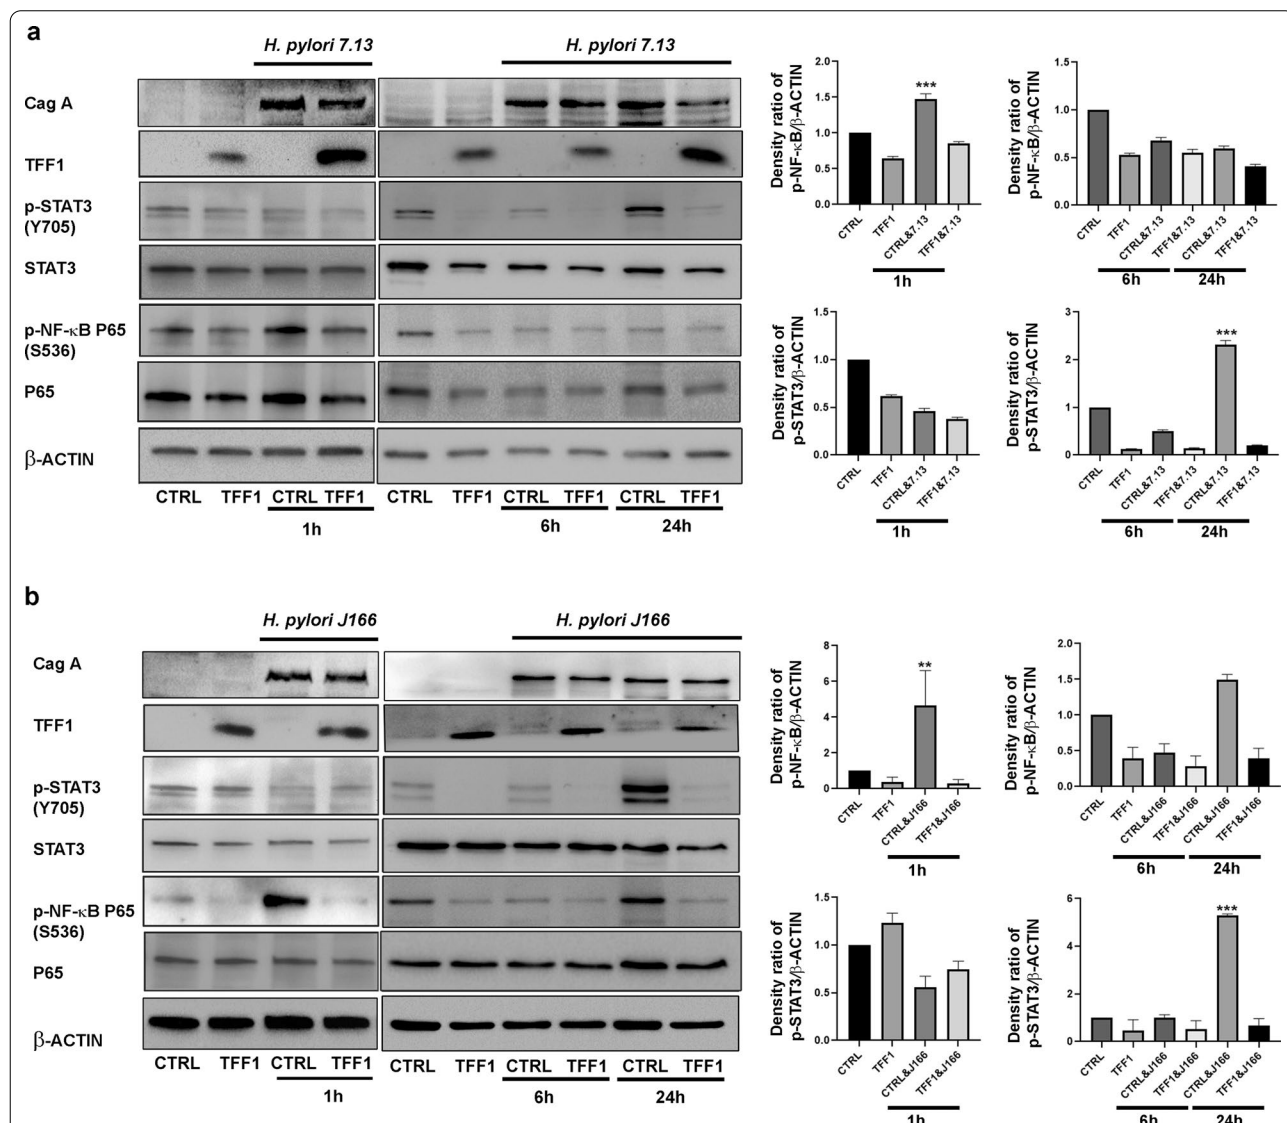 a
H. pylori 7.13
H. pylori 7.13
Cag A
TFF1
p-STAT3
(Y705)
STAT3
p-NF-κB P65
(S536)
P65
β-ACTIN
CTRL TFF1 CTRL TFF1 CTRL TFF1 CTRL TFF1 CTRL TFF1
1h 6h 24h
Density ratio of
p-NF-κB/β-ACTIN
2.0
1.5
1.0
0.5
0.0
***
CTRL
TFF1
CTRL&7.13
TFF1&7.13
1h
Density ratio of
p-NF-κB/β-ACTIN
1.5
1.0
0.5
0.0
CTRL
TFF1
CTRL&7.13
TFF1&7.13
CTRL&7.13
TFF1&7.13
6h 24h
Density ratio of
p-STAT3/β-ACTIN
1.5
1.0
0.5
0.0
CTRL
TFF1
CTRL&7.13
TFF1&7.13
1h
Density ratio of
p-STAT3/β-ACTIN
3
2
1
0
***
CTRL
TFF1
CTRL&7.13
TFF1&7.13
CTRL&7.13
TFF1&7.13
6h 24h
b
H. pylori J166
H. pylori J166
Cag A
TFF1
p-STAT3
(Y705)
STAT3
p-NF-κB P65
(S536)
P65
β-ACTIN
CTRL TFF1 CTRL TFF1 CTRL TFF1 CTRL TFF1 CTRL TFF1
1h 6h 24h
Density ratio of
p-NF-κB/β-ACTIN
8
6
4
2
0
**
CTRL
TFF1
CTRL&J166
TFF1&J166
1h
Density ratio of
p-NF-κB/β-ACTIN
2.0
1.5
1.0
0.5
0.0
CTRL
TFF1
CTRL&J166
TFF1&J166
CTRL&J166
TFF1&J166
6h 24h
Density ratio of
p-STAT3/β-ACTIN
1.5
1.0
0.5
0.0
CTRL
TFF1
CTRL&J166
TFF1&J166
1h
Density ratio of
p-STAT3/β-ACTIN
6
4
2
0
***
CTRL
TFF1
CTRL&J166
TFF1&J166
CTRL&J166
TFF1&J166
6h 24h